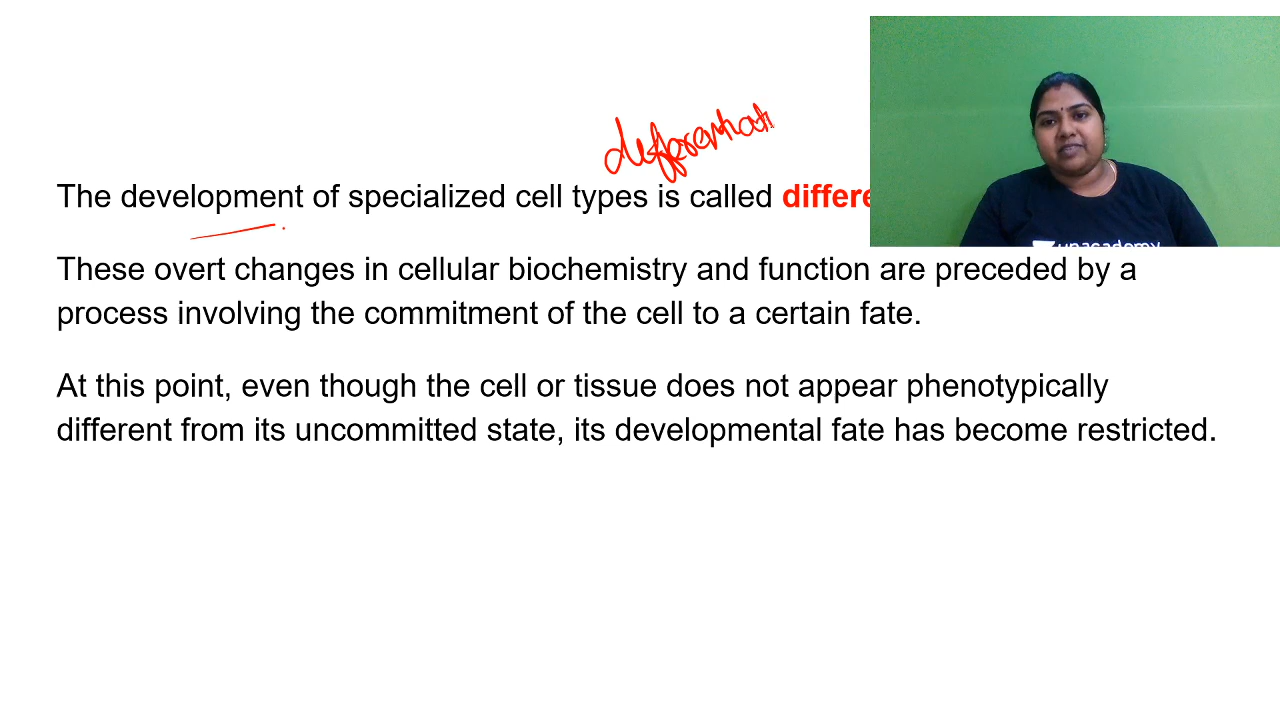 The development of specialized cell types is called differe
unacademy
These overt changes in cellular biochemistry and function are preceded by a
process involving the commitment of the cell to a certain fate.
At this point, even though the cell or tissue does not appear phenotypically
different from its uncommitted state, its developmental fate has become restricted.